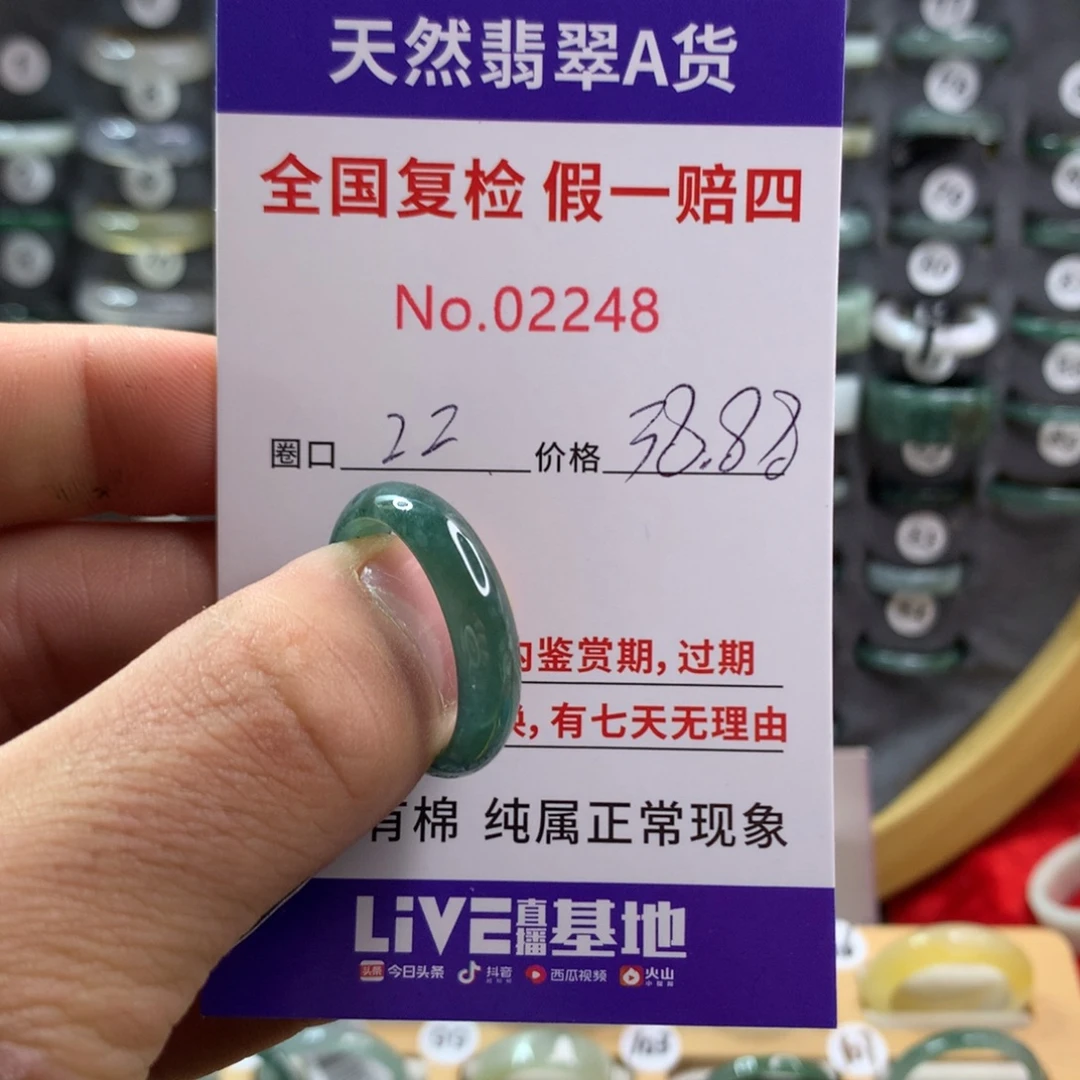 天然翡翠A货
全国复检 假一赔四
No.02248
圈口 22 价格 38.88
内鉴赏期,过期
换,有七天无理由
有棉 纯属正常现象
LiVE直播基地
头条 今日头条 抖音 西瓜视频 火山